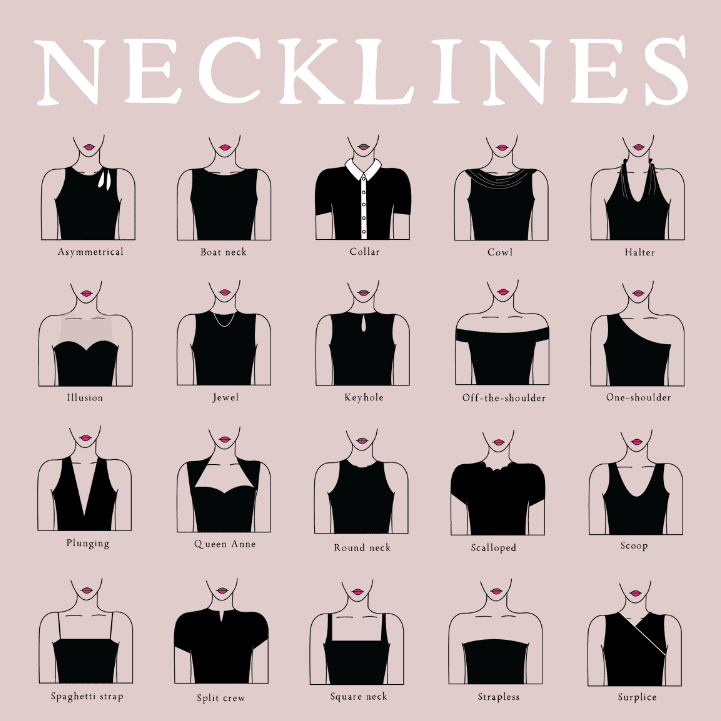 NECKLINES
Asymmetrical
Boat neck
Collar
Cowl
Halter
Illusion
Jewel
Keyhole
Off-the-shoulder
One-shoulder
Plunging
Queen Anne
Round neck
Scalloped
Scoop
Spaghetti strap
Split crew
Square neck
Strapless
Surplice